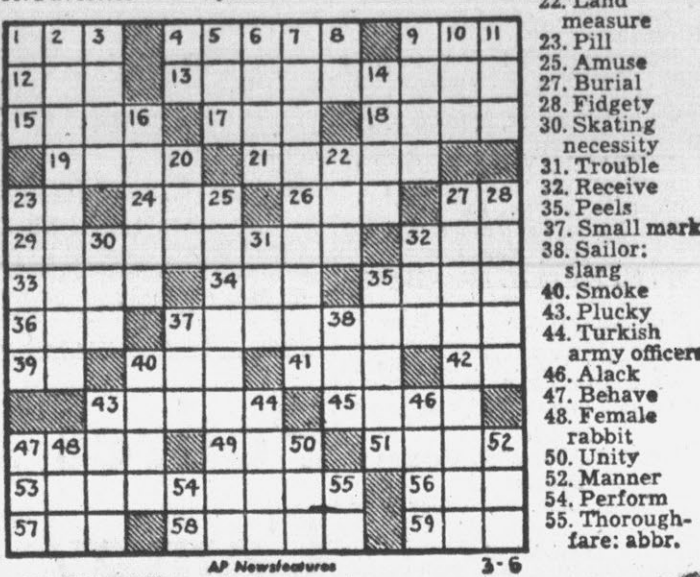 1 2 3 4 5 6 7 8 9 10 11
12 13 14
15 16 17 18
19 20 21 22
23 24 25 26 27 28
29 30 31 32
33 34 35
36 37 38
39 40 41 42
43 44 45 46
47 48 49 50 51 52
53 54 55 56
57 58 59
AP Newsfeatures 3-6
22. Land
measure
23. Pill
25. Amuse
27. Burial
28. Fidgety
30. Skating
necessity
31. Trouble
32. Receive
35. Peels
37. Small mark
38. Sailor:
slang
40. Smoke
43. Plucky
44. Turkish
army officers
46. Alack
47. Behave
48. Female
rabbit
50. Unity
52. Manner
54. Perform
55. Thorough-
fare: abbr.